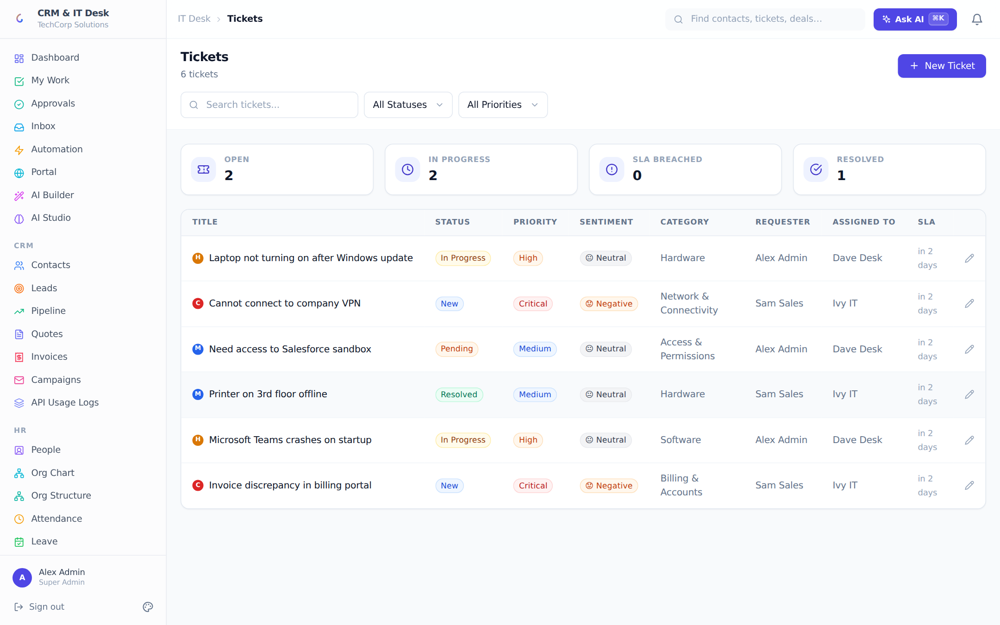 CRM & IT Desk
TechCorp Solutions
Dashboard
My Work
Approvals
Inbox
Automation
Portal
AI Builder
AI Studio
CRM
Contacts
Leads
Pipeline
Quotes
Invoices
Campaigns
API Usage Logs
HR
People
Org Chart
Org Structure
Attendance
Leave
A
Alex Admin
Super Admin
Sign out
IT Desk > Tickets
Find contacts, tickets, deals...
Ask AI ⌘K
Tickets
6 tickets
New Ticket
Search tickets...
All Statuses
All Priorities
OPEN
2
IN PROGRESS
2
SLA BREACHED
0
RESOLVED
1
TITLE STATUS PRIORITY SENTIMENT CATEGORY REQUESTER ASSIGNED TO SLA
H Laptop not turning on after Windows update In Progress High 😐 Neutral Hardware Alex Admin Dave Desk in 2
days
C Cannot connect to company VPN New Critical 😟 Negative Network & Sam Sales Ivy IT in 2
Connectivity days
M Need access to Salesforce sandbox Pending Medium 😐 Neutral Access & Alex Admin Dave Desk in 2
Permissions days
M Printer on 3rd floor offline Resolved Medium 😐 Neutral Hardware Sam Sales Ivy IT in 2
days
H Microsoft Teams crashes on startup In Progress High 😐 Neutral Software Alex Admin Dave Desk in 2
days
C Invoice discrepancy in billing portal New Critical 😟 Negative Billing & Sam Sales Ivy IT in 2
Accounts days